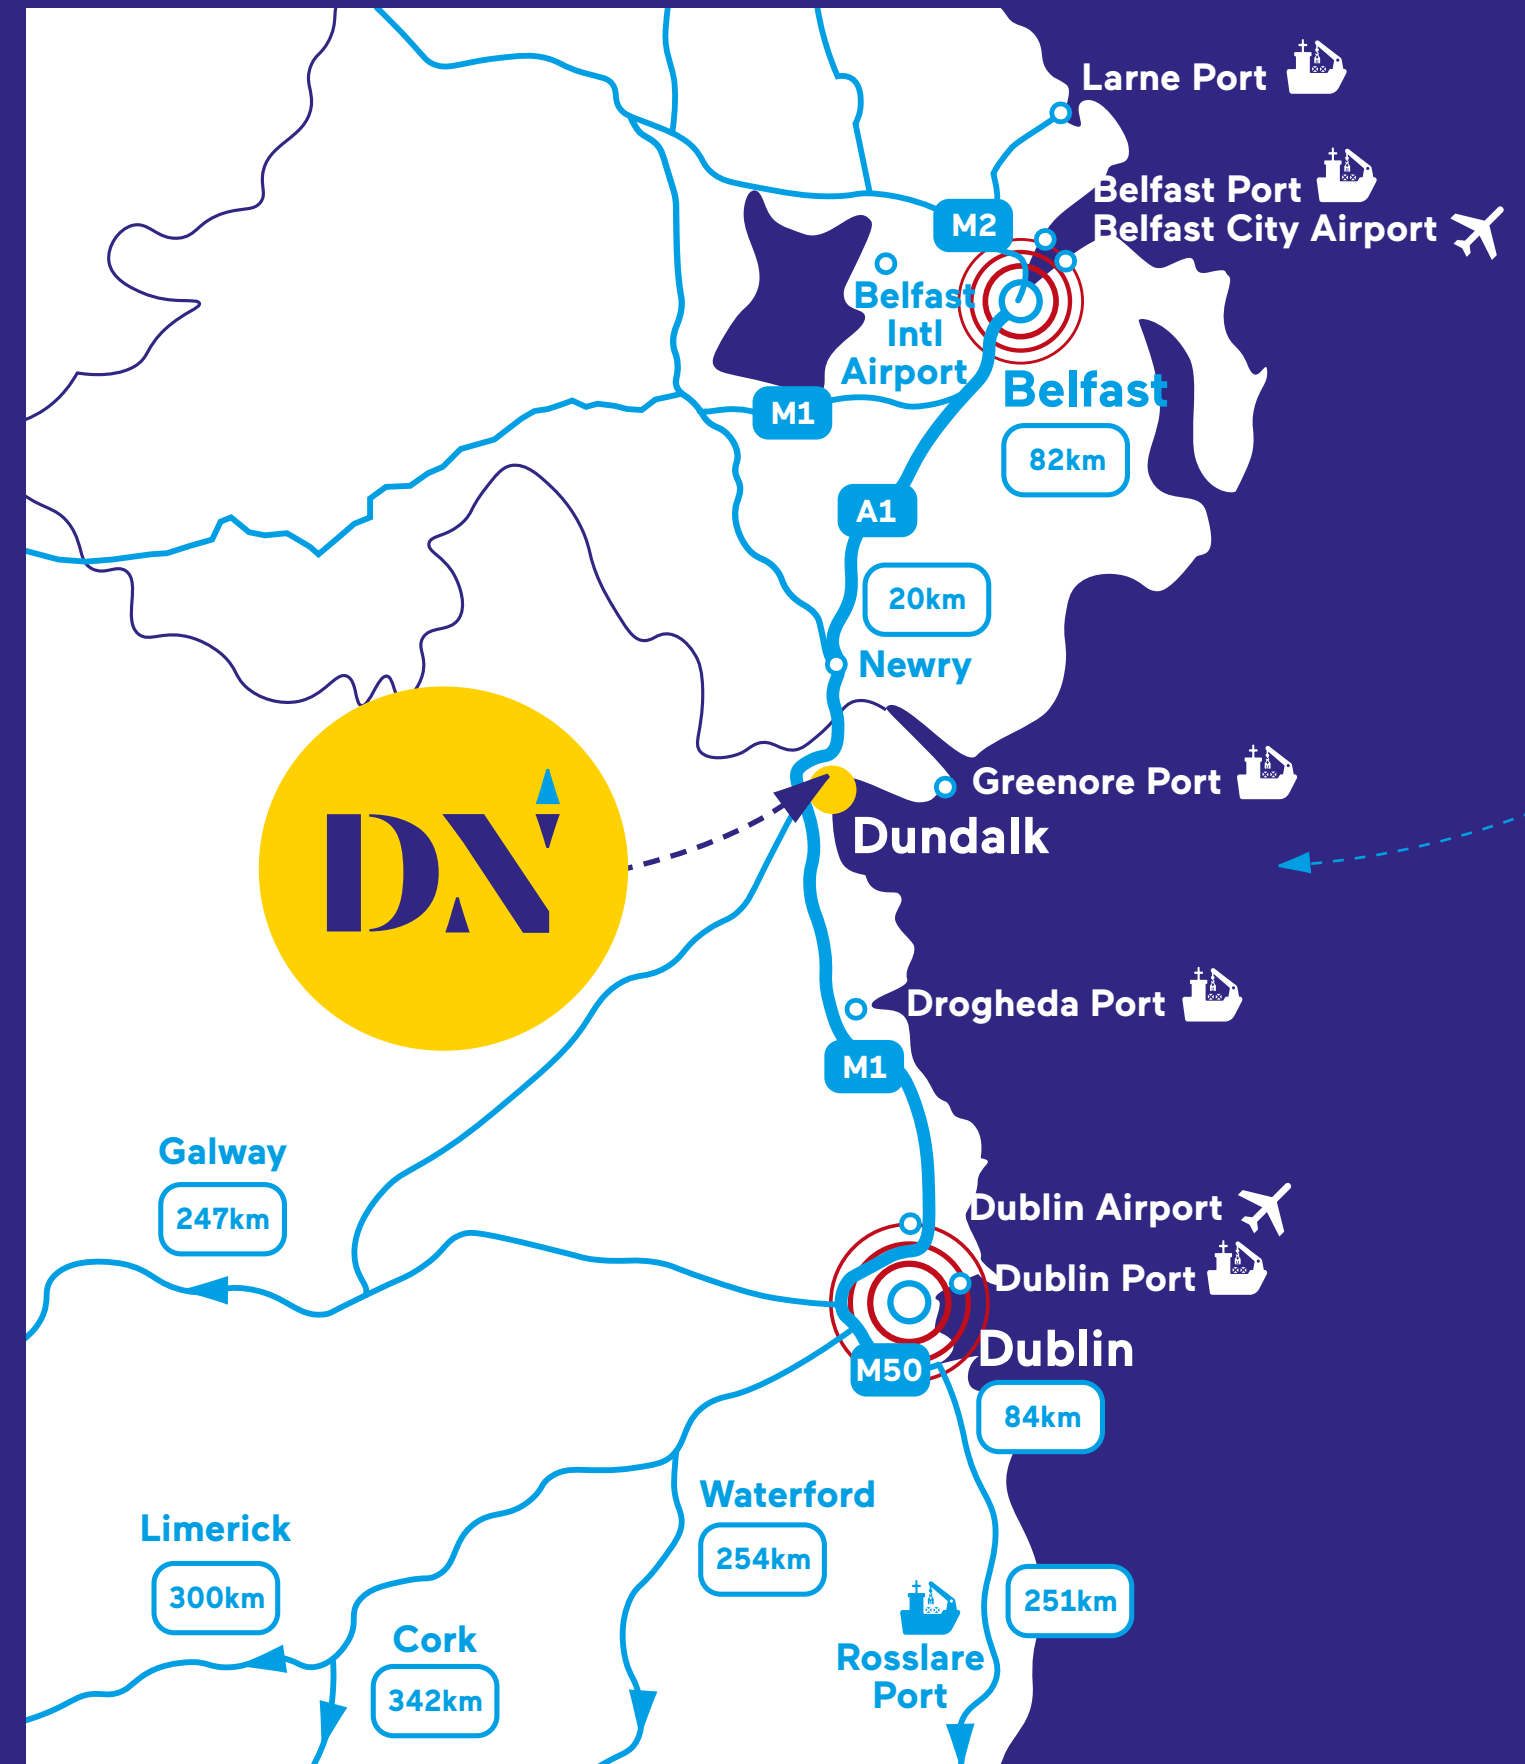 Larne Port
Belfast Port
Belfast City Airport
M2
Belfast
Intl
Airport
Belfast
M1
82km
A1
20km
Newry
Greenore Port
DN
Dundalk
Drogheda Port
M1
Galway
247km
Dublin Airport
Dublin Port
Dublin
M50
84km
Waterford
254km
Limerick
300km
251km
Cork
342km
Rosslare
Port